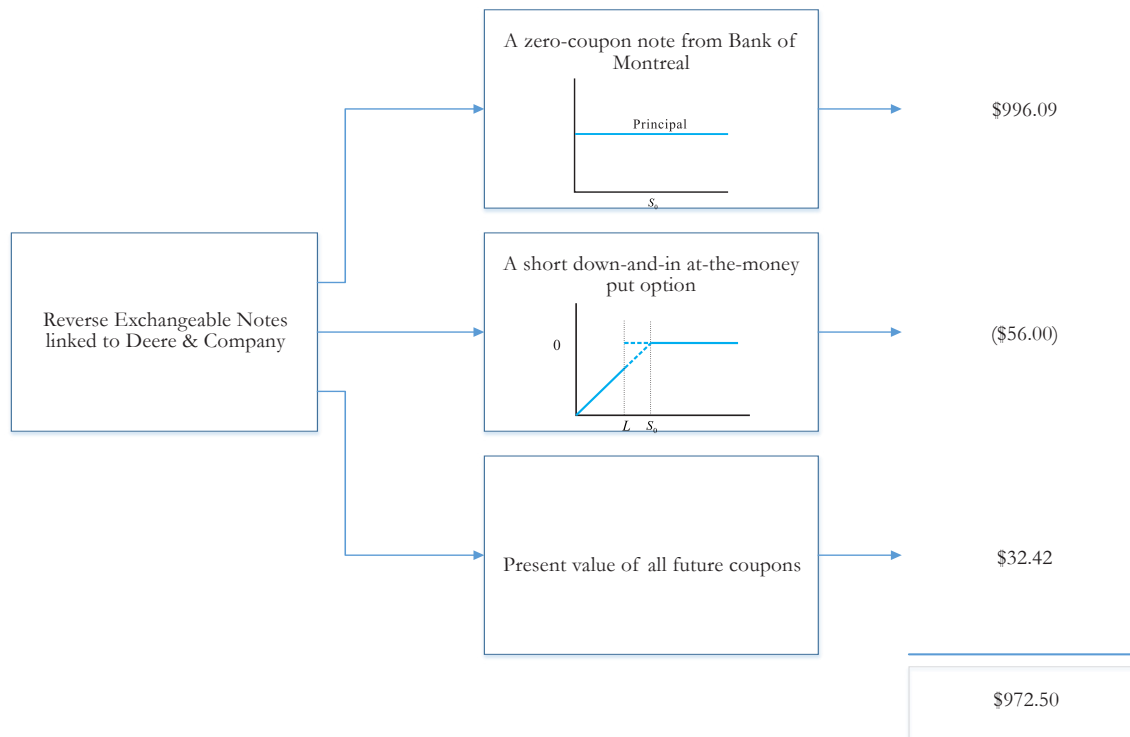 A zero-coupon note from Bank of
Montreal
Principal
S₀
$996.09
Reverse Exchangeable Notes
linked to Deere & Company
A short down-and-in at-the-money
put option
0
L S₀
($56.00)
Present value of all future coupons
$32.42
$972.50